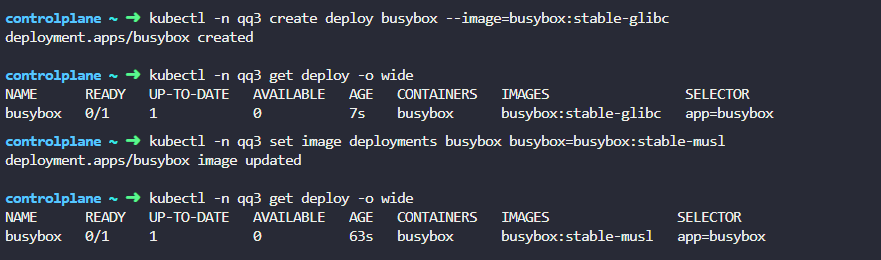 controlplane ~ ➜ kubectl -n qq3 create deploy busybox --image=busybox:stable-glibc
deployment.apps/busybox created
controlplane ~ ➜ kubectl -n qq3 get deploy -o wide
NAME READY UP-TO-DATE AVAILABLE AGE CONTAINERS IMAGES SELECTOR
busybox 0/1 1 0 7s busybox busybox:stable-glibc app=busybox
controlplane ~ ➜ kubectl -n qq3 set image deployments busybox busybox=busybox:stable-musl
deployment.apps/busybox image updated
controlplane ~ ➜ kubectl -n qq3 get deploy -o wide
NAME READY UP-TO-DATE AVAILABLE AGE CONTAINERS IMAGES SELECTOR
busybox 0/1 1 0 63s busybox busybox:stable-musl app=busybox